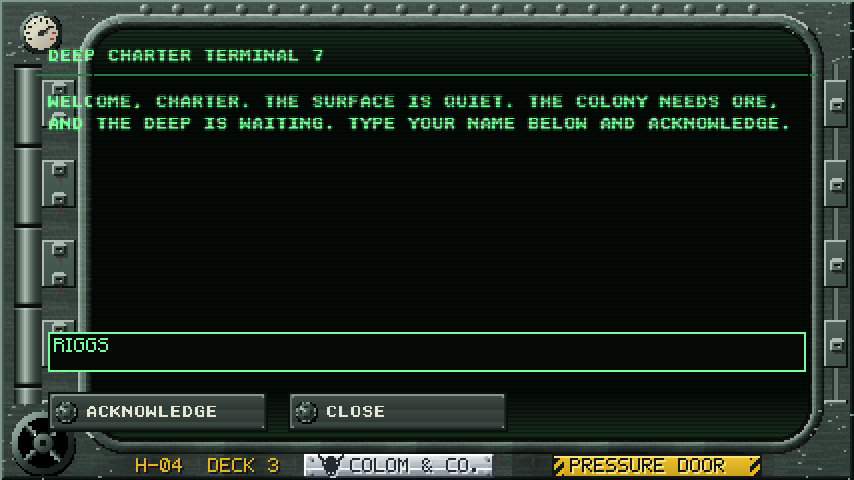 DEEP CHARTER TERMINAL 7
WELCOME, CHARTER. THE SURFACE IS QUIET. THE COLONY NEEDS ORE,
AND THE DEEP IS WAITING. TYPE YOUR NAME BELOW AND ACKNOWLEDGE.
RIGGS
ACKNOWLEDGE
CLOSE
H-04 DECK 3
COLOM & CO.
PRESSURE DOOR